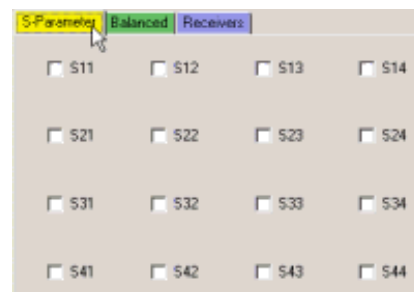 S-Parameter Balanced Receivers
S11 S12 S13 S14
S21 S22 S23 S24
S31 S32 S33 S34
S41 S42 S43 S44